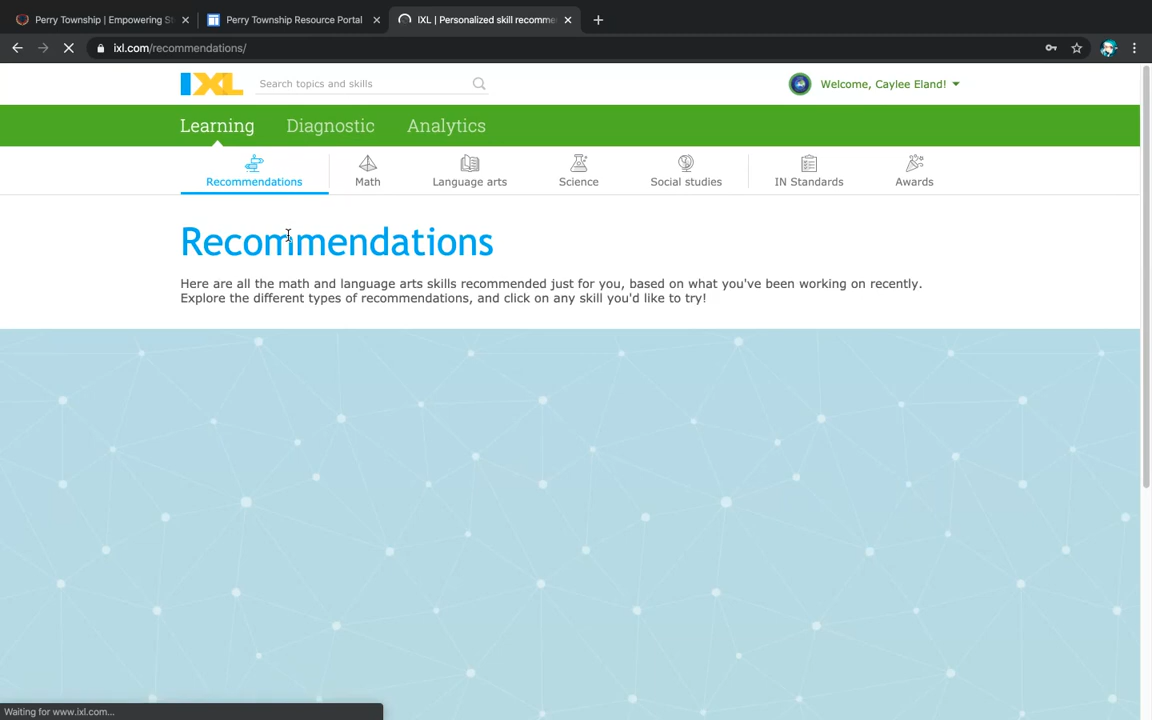 Perry Township | Empowering St
Perry Township Resource Portal
IXL | Personalized skill recomme
ixl.com/recommendations/
IXL
Search topics and skills
Welcome, Caylee Eland!
Learning
Diagnostic
Analytics
Recommendations
Math
Language arts
Science
Social studies
IN Standards
Awards
Recommendations
Here are all the math and language arts skills recommended just for you, based on what you've been working on recently.
Explore the different types of recommendations, and click on any skill you'd like to try!
Waiting for www.ixl.com...